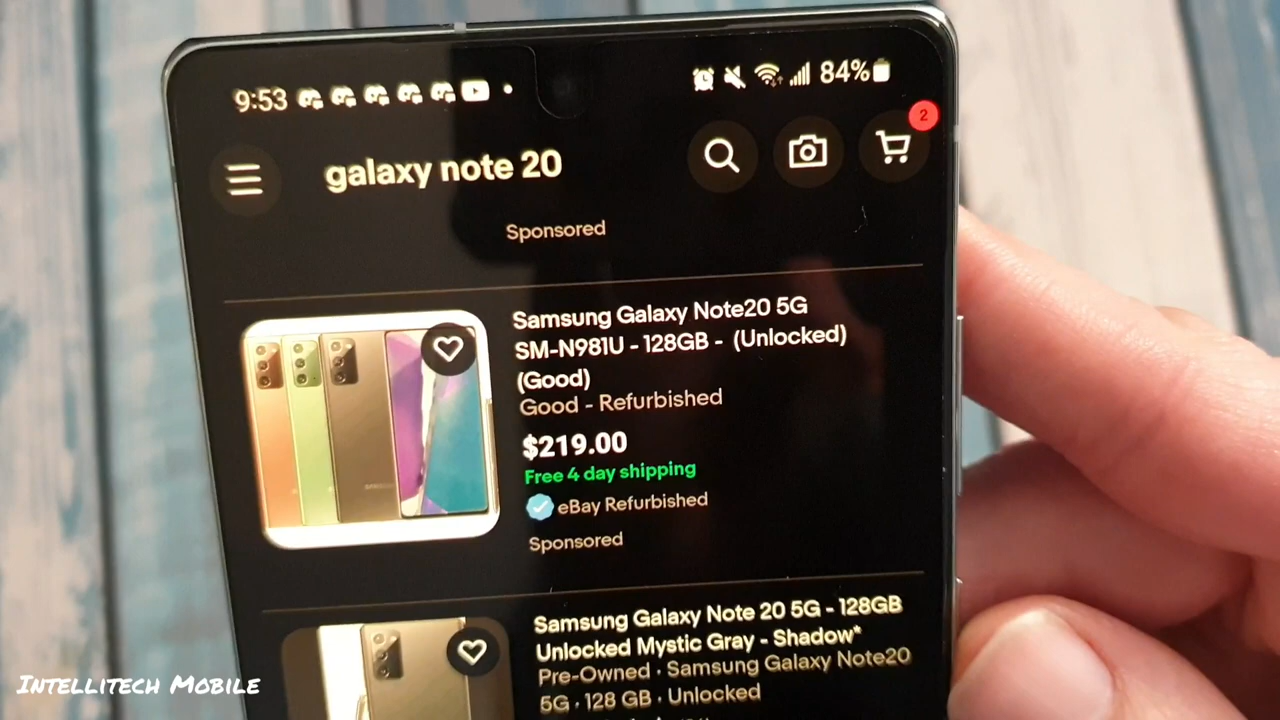 9:53
84%
2
galaxy note 20
Sponsored
Samsung Galaxy Note20 5G
SM-N981U - 128GB - (Unlocked)
(Good)
Good - Refurbished
$219.00
Free 4 day shipping
eBay Refurbished
Sponsored
Samsung Galaxy Note 20 5G - 128GB
Unlocked Mystic Gray - Shadow*
Pre-Owned · Samsung Galaxy Note20
5G · 128 GB · Unlocked
Intellitech Mobile